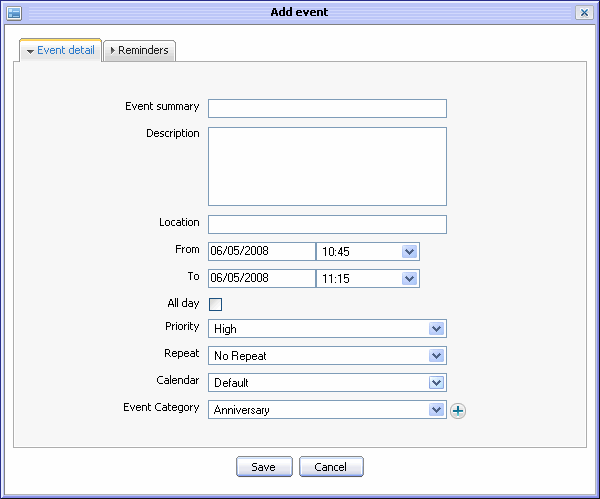 Add event
Event detail Reminders
Event summary
Description
Location
From 06/05/2008 10:45
To 06/05/2008 11:15
All day
Priority High
Repeat No Repeat
Calendar Default
Event Category Anniversary
Save Cancel